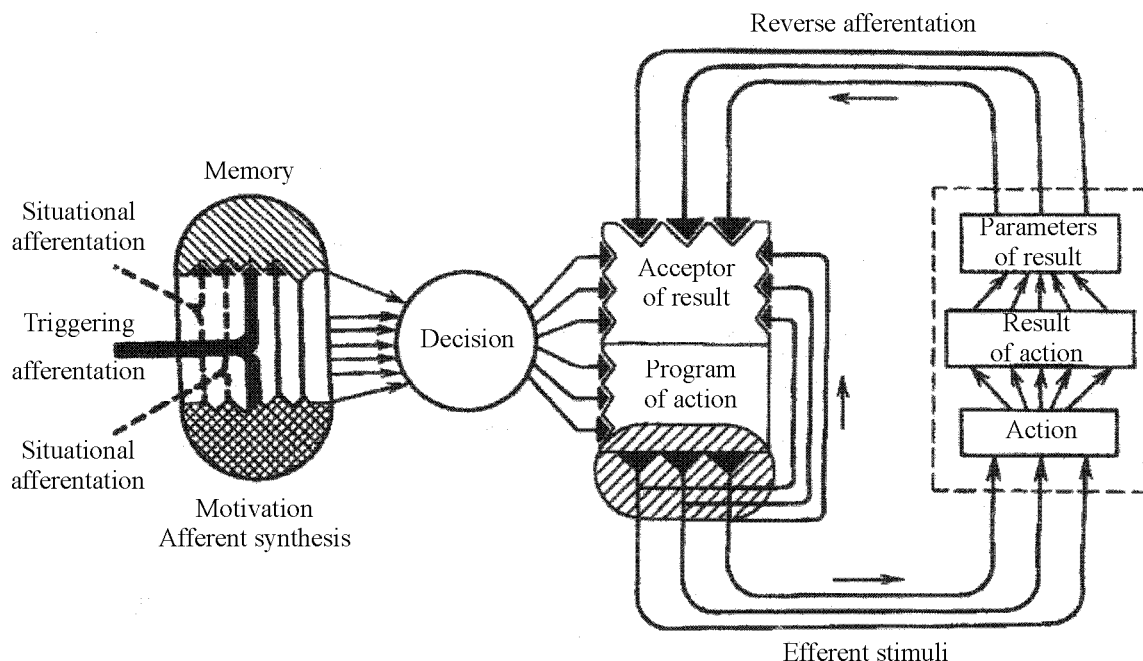 Reverse afferentation
Memory
Situational
afferentation
Triggering
afferentation
Situational
afferentation
Motivation
Afferent synthesis
Decision
Acceptor
of result
Program
of action
Parameters
of result
Result
of action
Action
Efferent stimuli